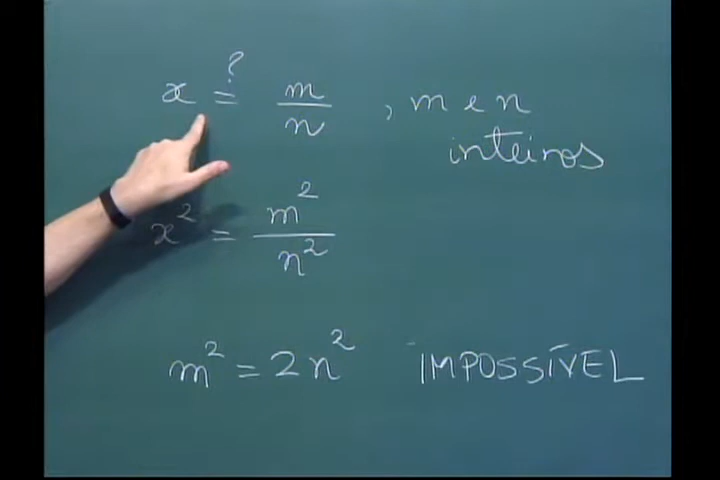 x ?= m/n , m e n
inteiros
x² = m²/n²
m² = 2n² IMPOSSÍVEL